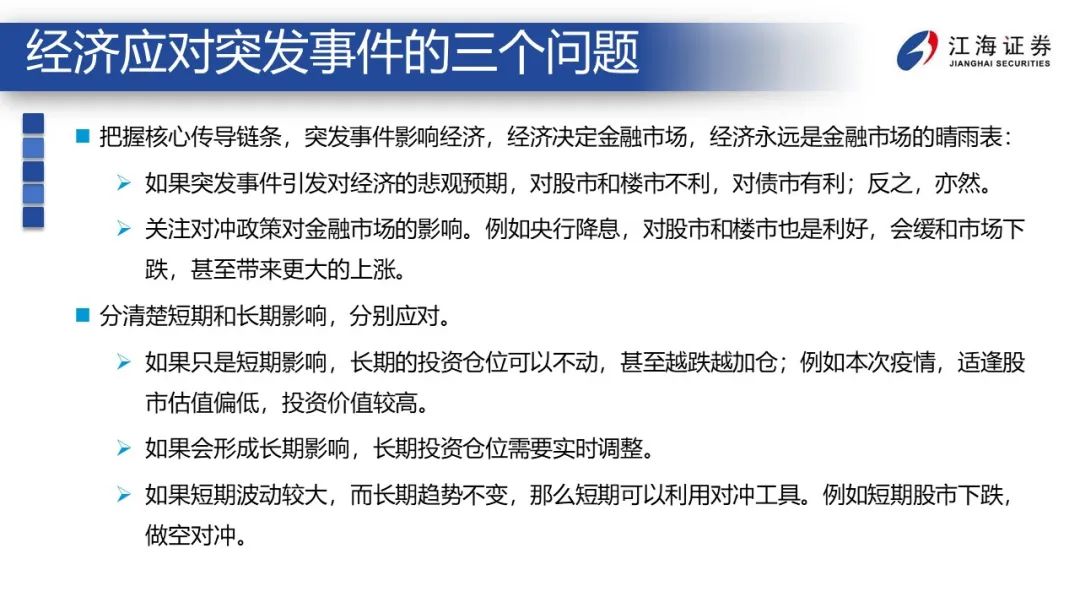 经济应对突发事件的三个问题
江海证券
JIANGHAI SECURITIES
把握核心传导链条，突发事件影响经济，经济决定金融市场，经济永远是金融市场的晴雨表：
如果突发事件引发对经济的悲观预期，对股市和楼市不利，对债市有利；反之，亦然。
关注对冲政策对金融市场的影响。例如央行降息，对股市和楼市也是利好，会缓和市场下
跌，甚至带来更大的上涨。
分清楚短期和长期影响，分别应对。
如果只是短期影响，长期的投资仓位可以不动，甚至越跌越加仓；例如本次疫情，适逢股
市估值偏低，投资价值较高。
如果会形成长期影响，长期投资仓位需要实时调整。
如果短期波动较大，而长期趋势不变，那么短期可以利用对冲工具。例如短期股市下跌，
做空对冲。